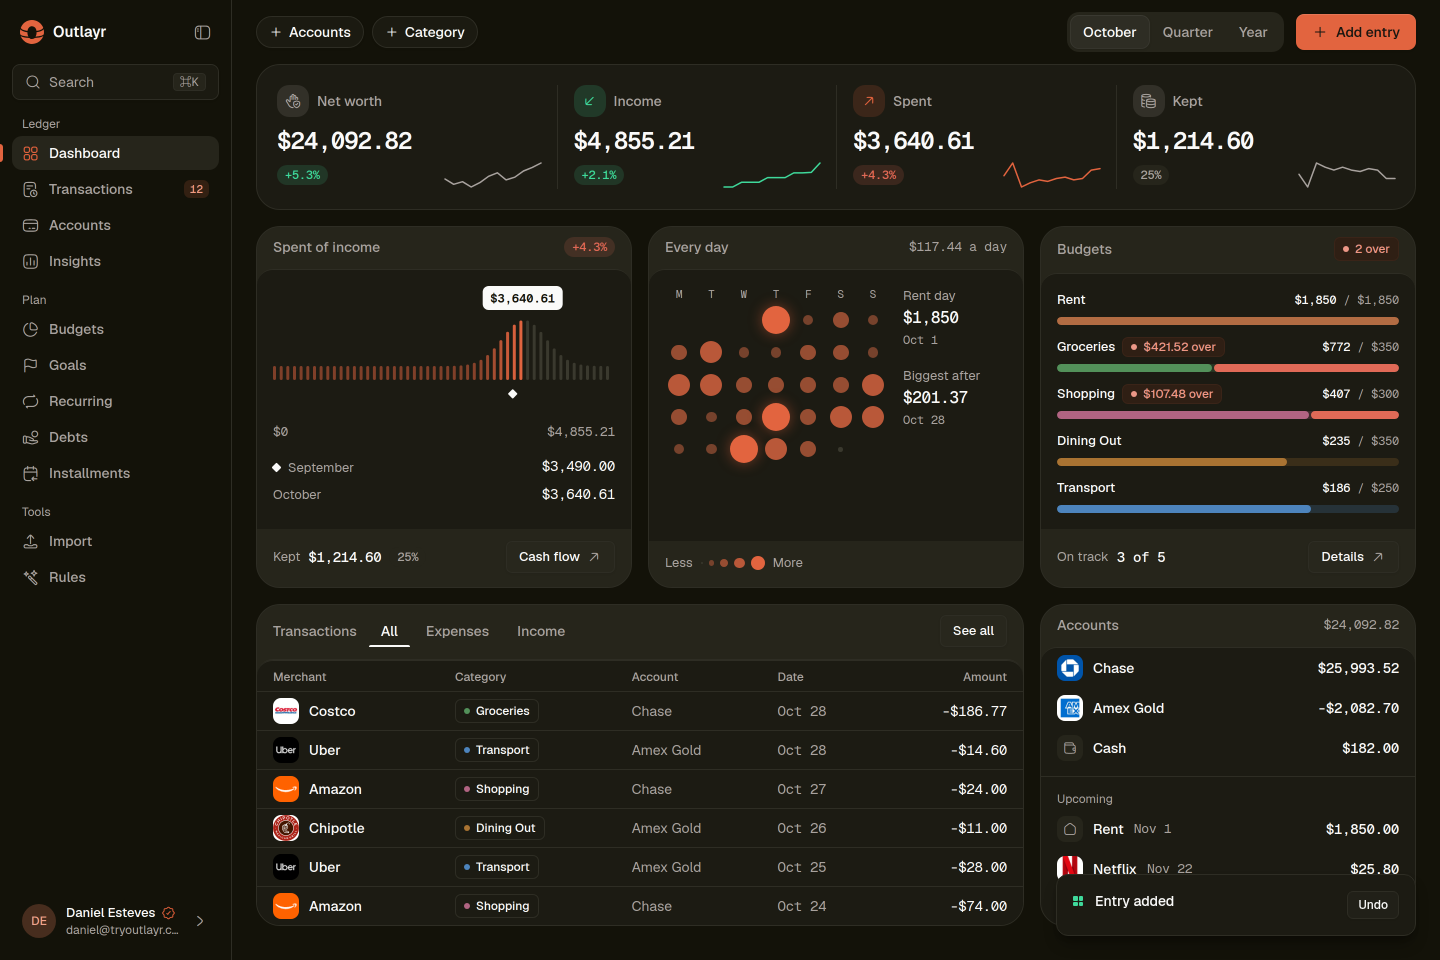 Outlayr
Search ⌘K
Ledger
Dashboard
Transactions 12
Accounts
Insights
Plan
Budgets
Goals
Recurring
Debts
Installments
Tools
Import
Rules
DE
Daniel Esteves
daniel@tryoutlayr.c...
+ Accounts
+ Category
October Quarter Year
+ Add entry
Net worth
$24,092.82
+5.3%
Income
$4,855.21
+2.1%
Spent
$3,640.61
+4.3%
Kept
$1,214.60
25%
Spent of income +4.3%
$3,640.61
$0 $4,855.21
September $3,490.00
October $3,640.61
Kept $1,214.60 25% Cash flow
Every day $117.44 a day
M T W T F S S
Rent day
$1,850
Oct 1
Biggest after
$201.37
Oct 28
Less More
Budgets 2 over
Rent $1,850 / $1,850
Groceries $421.52 over $772 / $350
Shopping $107.48 over $407 / $300
Dining Out $235 / $350
Transport $186 / $250
On track 3 of 5 Details
Transactions All Expenses Income See all
Merchant Category Account Date Amount
Costco Costco Groceries Chase Oct 28 -$186.77
Uber Uber Transport Amex Gold Oct 28 -$14.60
Amazon Shopping Chase Oct 27 -$24.00
Chipotle Dining Out Amex Gold Oct 26 -$11.00
Uber Uber Transport Amex Gold Oct 25 -$28.00
Amazon Shopping Chase Oct 24 -$74.00
Accounts $24,092.82
Chase $25,993.52
AM
EX
Amex Gold -$2,082.70
Cash $182.00
Upcoming
Rent Nov 1 $1,850.00
Netflix Nov 22 $25.80
Entry added Undo